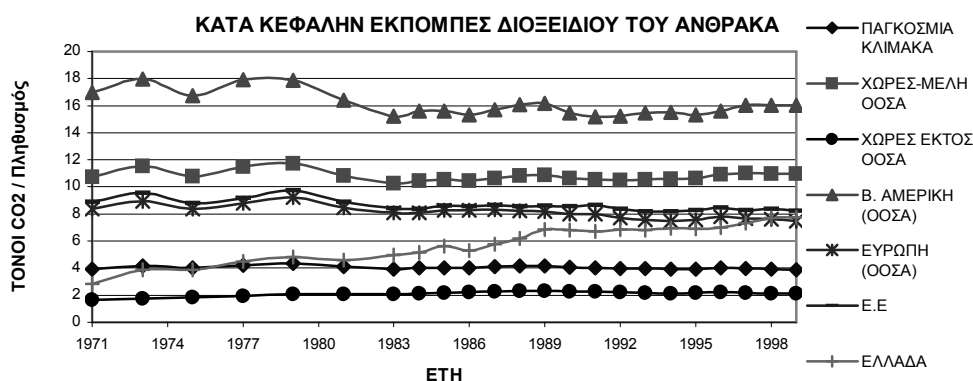 ΚΑΤΑ ΚΕΦΑΛΗΝ ΕΚΠΟΜΠΕΣ ΔΙΟΞΕΙΔΙΟΥ ΤΟΥ ΑΝΘΡΑΚΑ
ΤΟΝΟΙ CO2 / Πληθυσμός
20
18
16
14
12
10
8
6
4
2
0
1971 1974 1977 1980 1983 1986 1989 1992 1995 1998
ΕΤΗ
ΠΑΓΚΟΣΜΙΑ
ΚΛΙΜΑΚΑ
ΧΩΡΕΣ-ΜΕΛΗ
ΟΟΣΑ
ΧΩΡΕΣ ΕΚΤΟΣ
ΟΟΣΑ
Β. ΑΜΕΡΙΚΗ
(ΟΟΣΑ)
ΕΥΡΩΠΗ
(ΟΟΣΑ)
Ε.Ε
ΕΛΛΑΔΑ